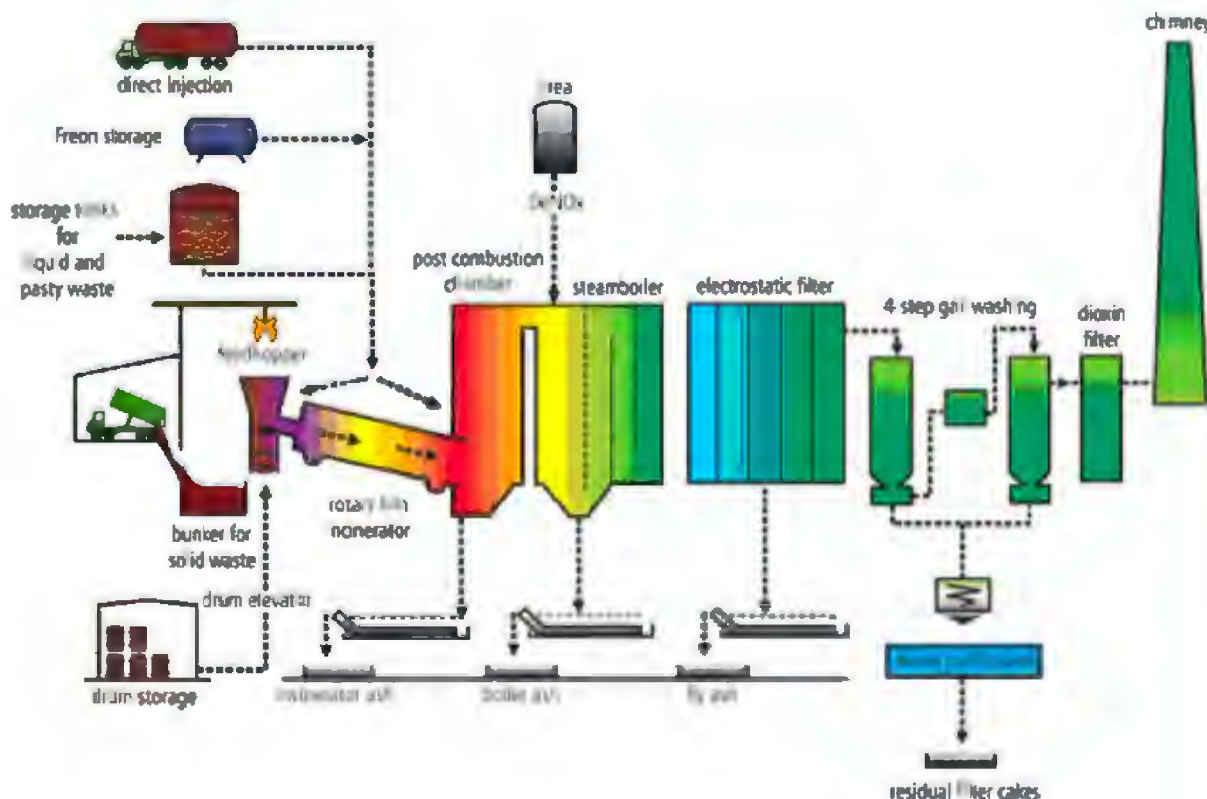 chimney
direct injection
Freon storage
DeNOx
storage tanks
for
liquid and
pasty waste
post combustion
chamber
steamboiler
electrostatic filter
4 step gas washing
dioxin
filter
feedhopper
rotary kiln
bunker for
solid waste
drum elevator
drum storage
incinerator ash
boiler ash
fly ash
residual filter cakes